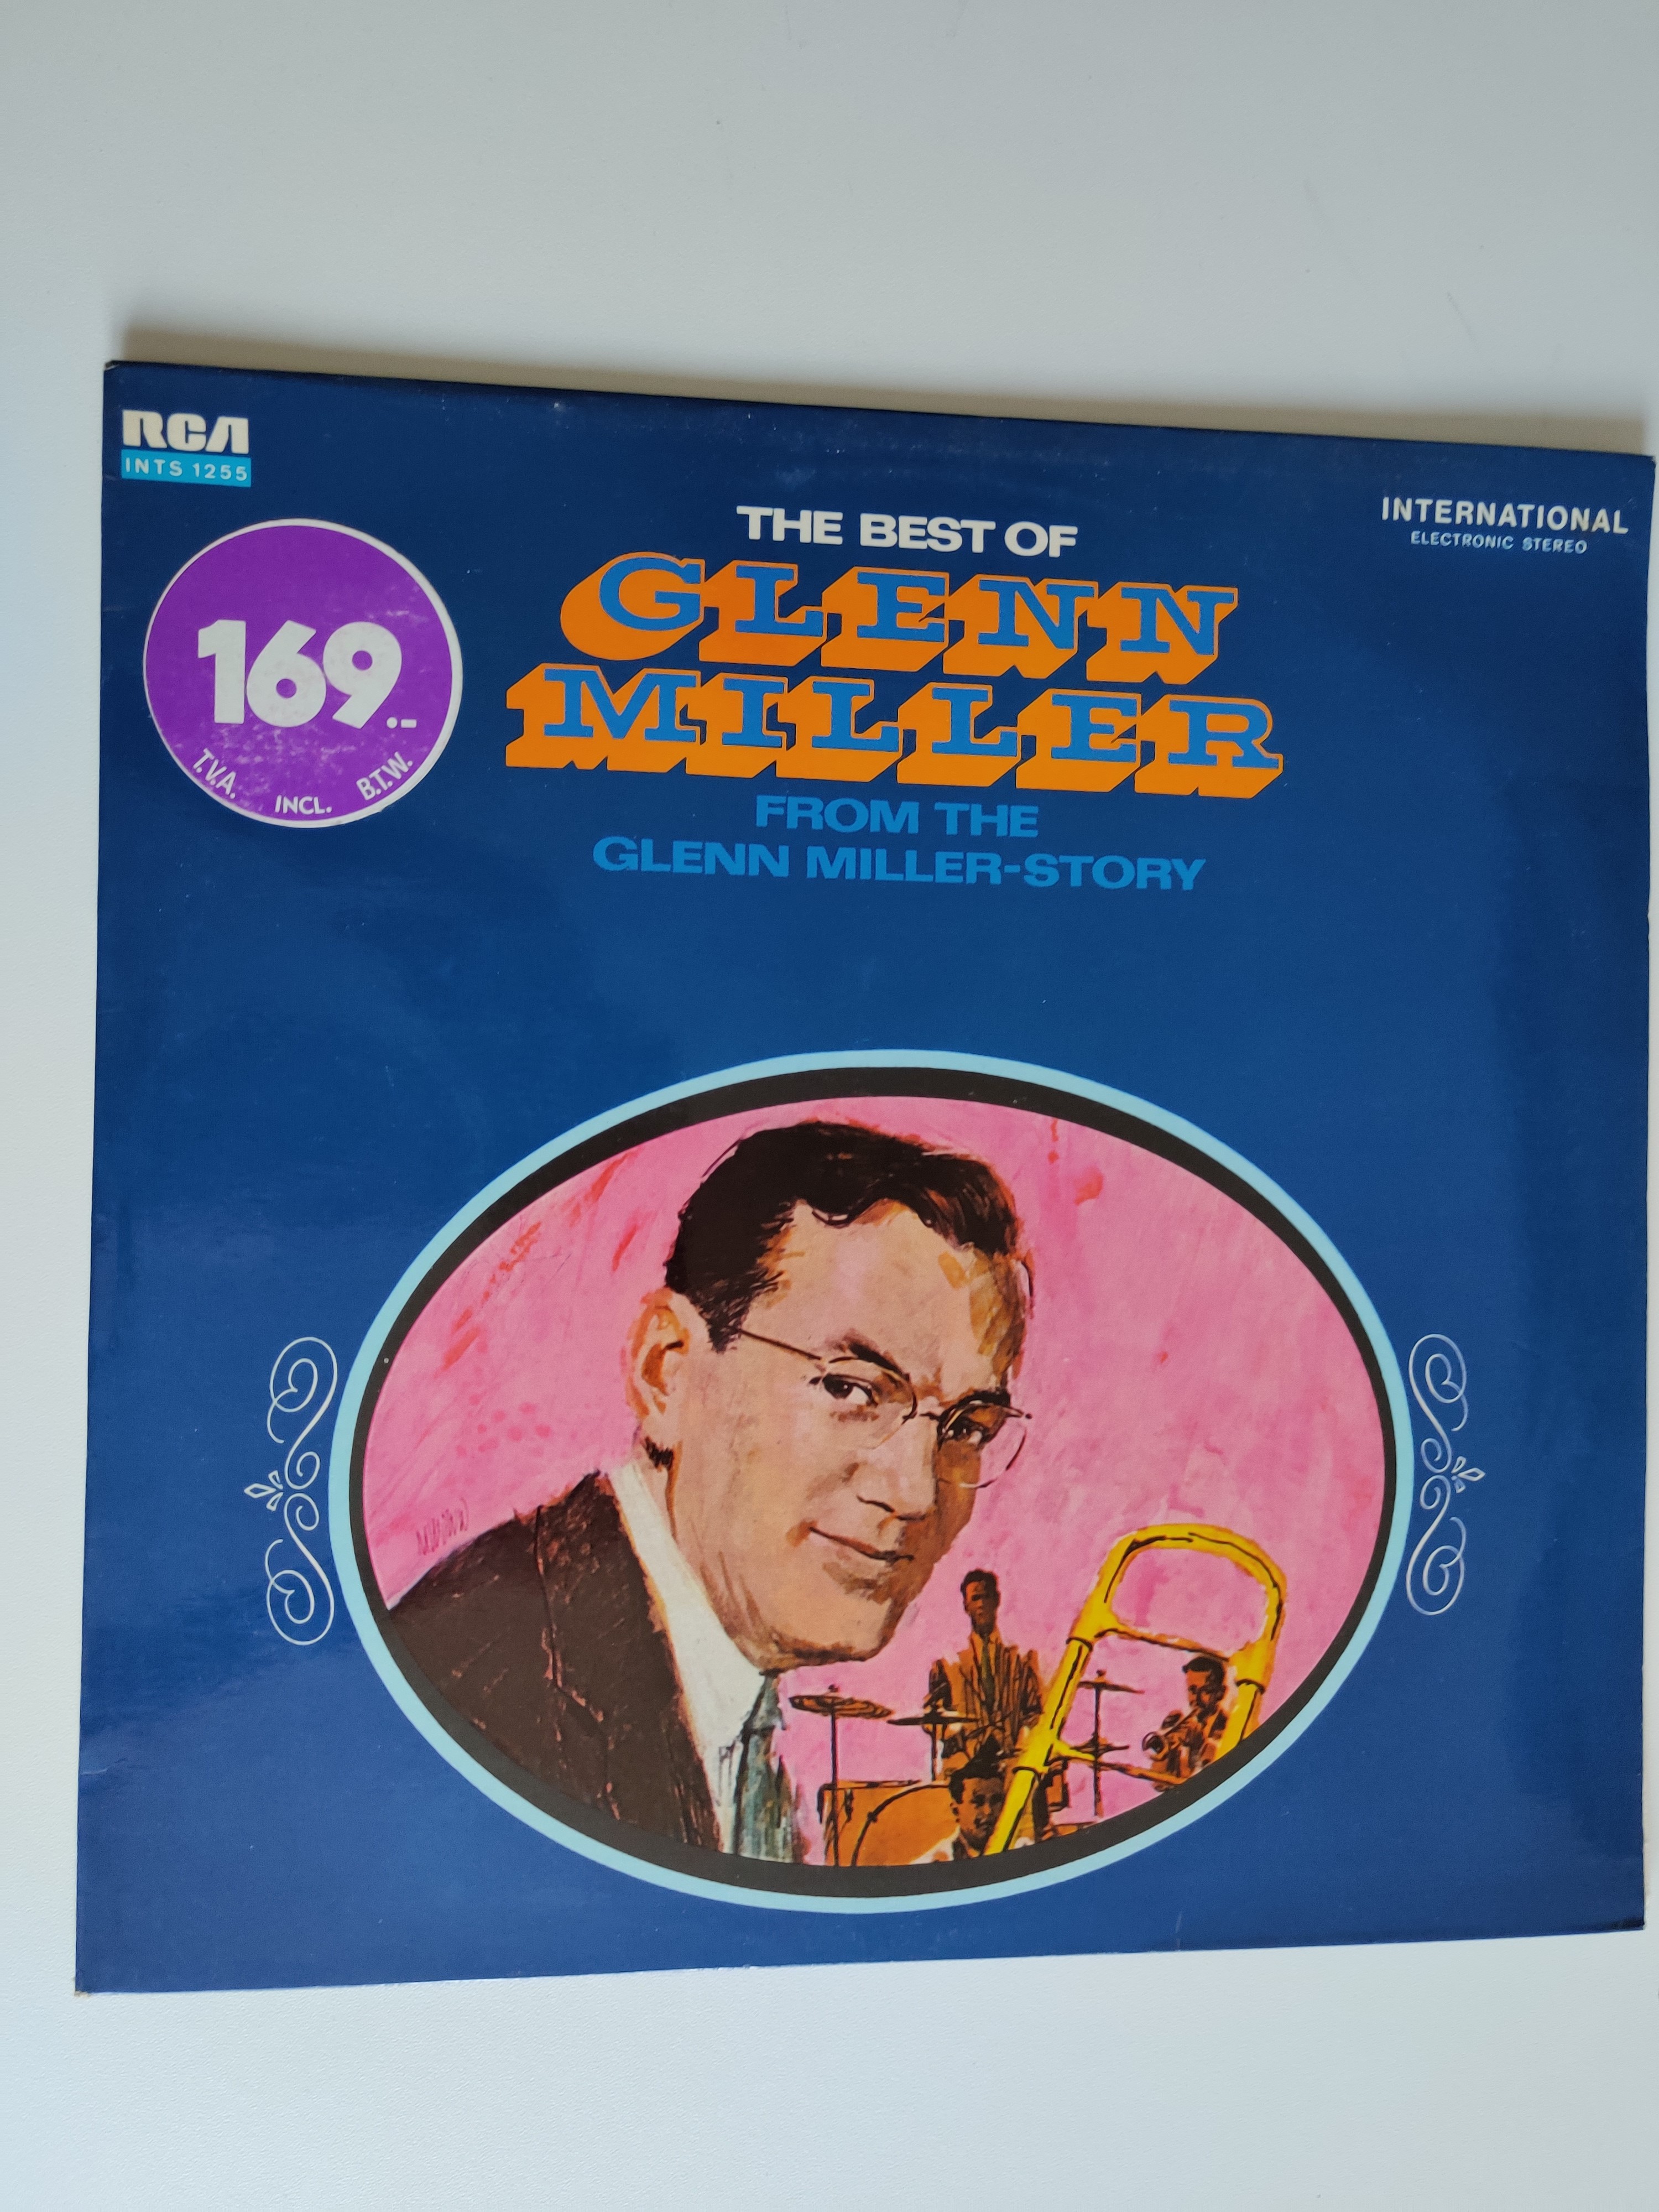 RCA
INTS 1255
INTERNATIONAL
ELECTRONIC STEREO
THE BEST OF
GLENN
MILLER
FROM THE
GLENN MILLER-STORY
169.-
T.V.A. INCL. B.T.W.